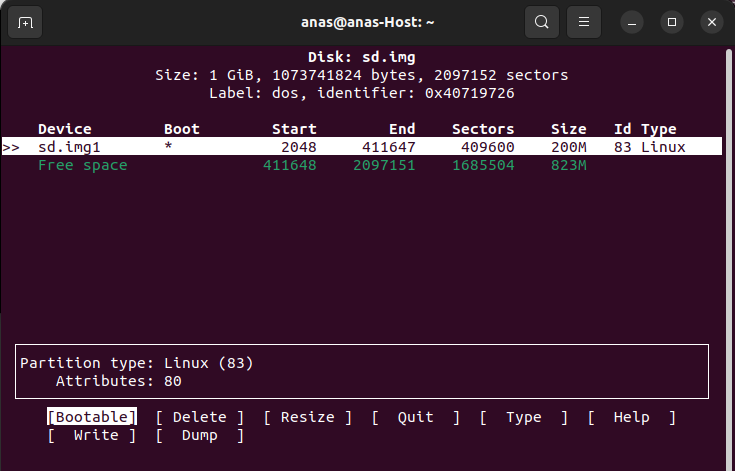 anas@anas-Host: ~
Disk: sd.img
Size: 1 GiB, 1073741824 bytes, 2097152 sectors
Label: dos, identifier: 0x40719726
Device Boot Start End Sectors Size Id Type
>> sd.img1 * 2048 411647 409600 200M 83 Linux
Free space 411648 2097151 1685504 823M
Partition type: Linux (83)
Attributes: 80
[Bootable] [ Delete ] [ Resize ] [ Quit ] [ Type ] [ Help ]
[ Write ] [ Dump ]